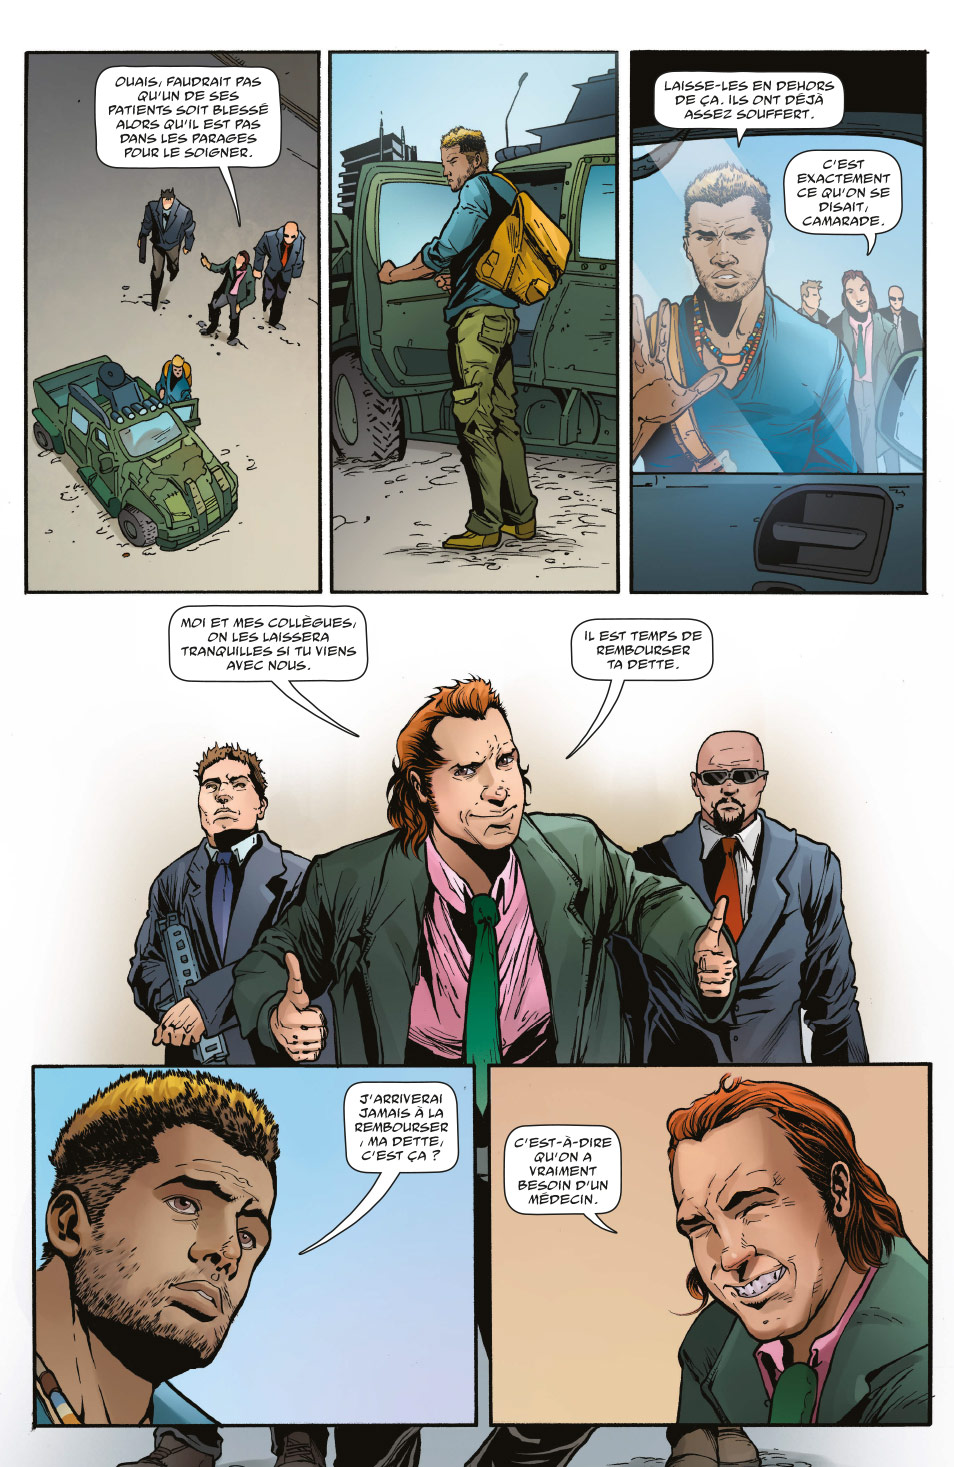 OUAIS, FAUDRAIT PAS
QU'UN DE SES
PATIENTS SOIT BLESSÉ
ALORS QU'IL EST PAS
DANS LES PARAGES
POUR LE SOIGNER.
LAISSE-LES EN DEHORS
DE ÇA. ILS ONT DÉJÀ
ASSEZ SOUFFERT.
C'EST
EXACTEMENT
CE QU'ON SE
DISAIT,
CAMARADE.
MOI ET MES COLLÈGUES,
ON LES LAISSERA
TRANQUILLES SI TU VIENS
AVEC NOUS.
IL EST TEMPS DE
REMBOURSER
TA DETTE.
J'ARRIVERAI
JAMAIS À LA
REMBOURSER
, MA DETTE,
C'EST ÇA ?
C'EST-À-DIRE
QU'ON A
VRAIMENT
BESOIN D'UN
MÉDECIN.